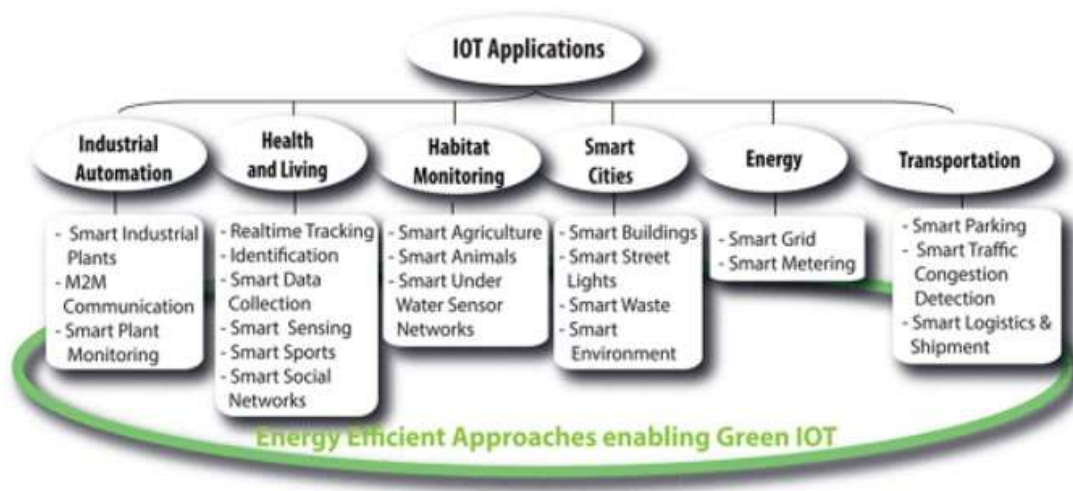 IOT Applications
Industrial
Automation
Health
and Living
Habitat
Monitoring
Smart
Cities
Energy
Transportation
- Smart Industrial
Plants
- M2M
Communication
- Smart Plant
Monitoring
- Realtime Tracking
- Identification
- Smart Data
Collection
- Smart Sensing
- Smart Sports
- Smart Social
Networks
- Smart Agriculture
- Smart Animals
- Smart Under
Water Sensor
Networks
- Smart Buildings
- Smart Street
Lights
- Smart Waste
- Smart
Environment
- Smart Grid
- Smart Metering
- Smart Parking
- Smart Traffic
Congestion
Detection
- Smart Logistics &
Shipment
Energy Efficient Approaches enabling Green IOT